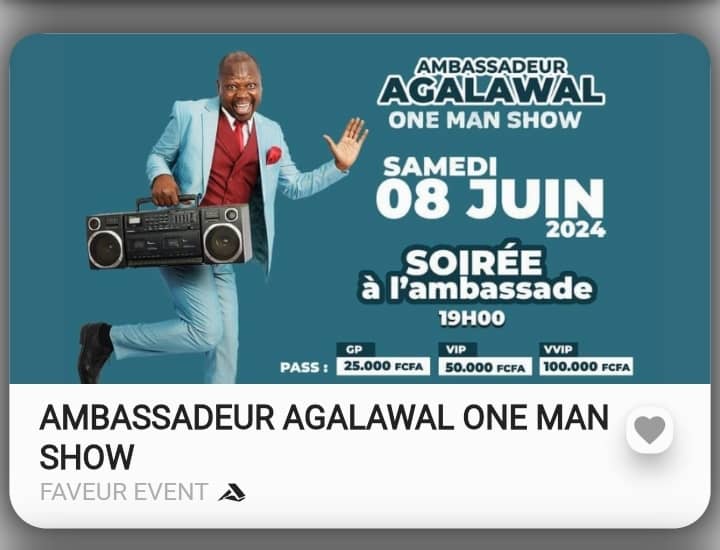 AMBASSADEUR
AGALAWAL
ONE MAN SHOW
SAMEDI
08 JUIN
2024
SOIRÉE
à l'ambassade
19H00
GP VIP VVIP
PASS : 25.000 FCFA 50.000 FCFA 100.000 FCFA
AMBASSADEUR AGALAWAL ONE MAN
SHOW
FAVEUR EVENT